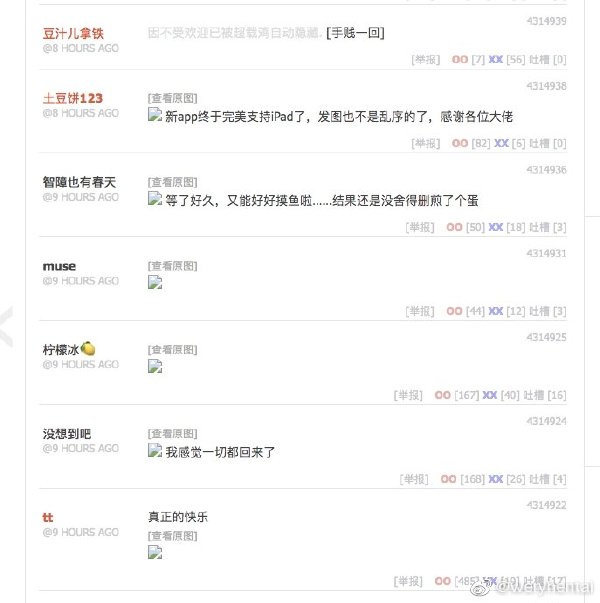 4314939
豆汁儿拿铁
@8 HOURS AGO
因不受欢迎已被超载鸡自动隐藏. [手贱一回]
[举报] OO [7] XX [56] 吐槽 [0]
4314938
土豆饼123
@8 HOURS AGO
[查看原图]
新app终于完美支持iPad了，发图也不是乱序的了，感谢各位大佬
[举报] OO [82] XX [6] 吐槽 [0]
4314936
智障也有春天
@9 HOURS AGO
[查看原图]
等了好久，又能好好摸鱼啦......结果还是没舍得删煎了个蛋
[举报] OO [50] XX [18] 吐槽 [3]
4314931
muse
@9 HOURS AGO
[查看原图]
[举报] OO [44] XX [12] 吐槽 [3]
4314925
柠檬冰🍋
@9 HOURS AGO
[查看原图]
[举报] OO [167] XX [40] 吐槽 [16]
4314924
没想到吧
@9 HOURS AGO
[查看原图]
我感觉一切都回来了
[举报] OO [168] XX [26] 吐槽 [4]
4314922
tt
@9 HOURS AGO
真正的快乐
[查看原图]
[举报] OO [485] XX [19] 吐槽 [17]